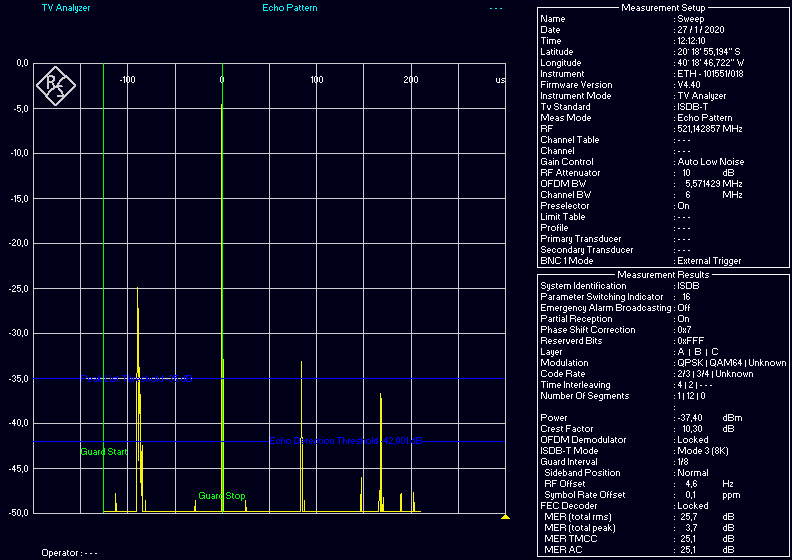 TV Analyzer Echo Pattern - - -
0,0
-100 0 100 200 us
-5,0
-10,0
-15,0
-20,0
-25,0
-30,0
-35,0
-40,0
Echo Detection Threshold -42,00 dB
Guard Start
-45,0
Guard Stop
-50,0
Operator : - - -
Measurement Setup
Name : Sweep
Date : 27 / 1 / 2020
Time : 12:12:10
Latitude : 20° 18' 55,194" S
Longitude : 40° 18' 46,722" W
Instrument : ETH - 101551/018
Firmware Version : V4.40
Instrument Mode : TV Analyzer
Tv Standard : ISDB-T
Meas Mode : Echo Pattern
RF : 521,142857 MHz
Channel Table : - - -
Channel : - - -
Gain Control : Auto Low Noise
RF Attenuator : 10 dB
OFDM BW : 5,571429 MHz
Channel BW : 6 MHz
Preselector : On
Limit Table : - - -
Profile : - - -
Primary Transducer : - - -
Secondary Transducer : - - -
BNC 1 Mode : External Trigger
Measurement Results
System Identification : ISDB
Parameter Switching Indicator : 16
Emergency Alarm Broadcasting : Off
Partial Reception : On
Phase Shift Correction : 0x7
Reserverd Bits : 0xFFF
Layer : A | B | C
Modulation : QPSK | QAM64 | Unknown
Code Rate : 2/3 | 3/4 | Unknown
Time Interleaving : 4 | 2 | - - -
Number Of Segments : 1 | 12 | 0
:
Power : -37,40 dBm
Crest Factor : 10,30 dB
OFDM Demodulator : Locked
ISDB-T Mode : Mode 3 (8K)
Guard Interval : 1/8
Sideband Position : Normal
RF Offset : 4,6 Hz
Symbol Rate Offset : 0,1 ppm
FEC Decoder : Locked
MER (total rms) : 25,7 dB
MER (total peak) : 3,7 dB
MER TMCC : 25,1 dB
MER AC : 25,1 dB